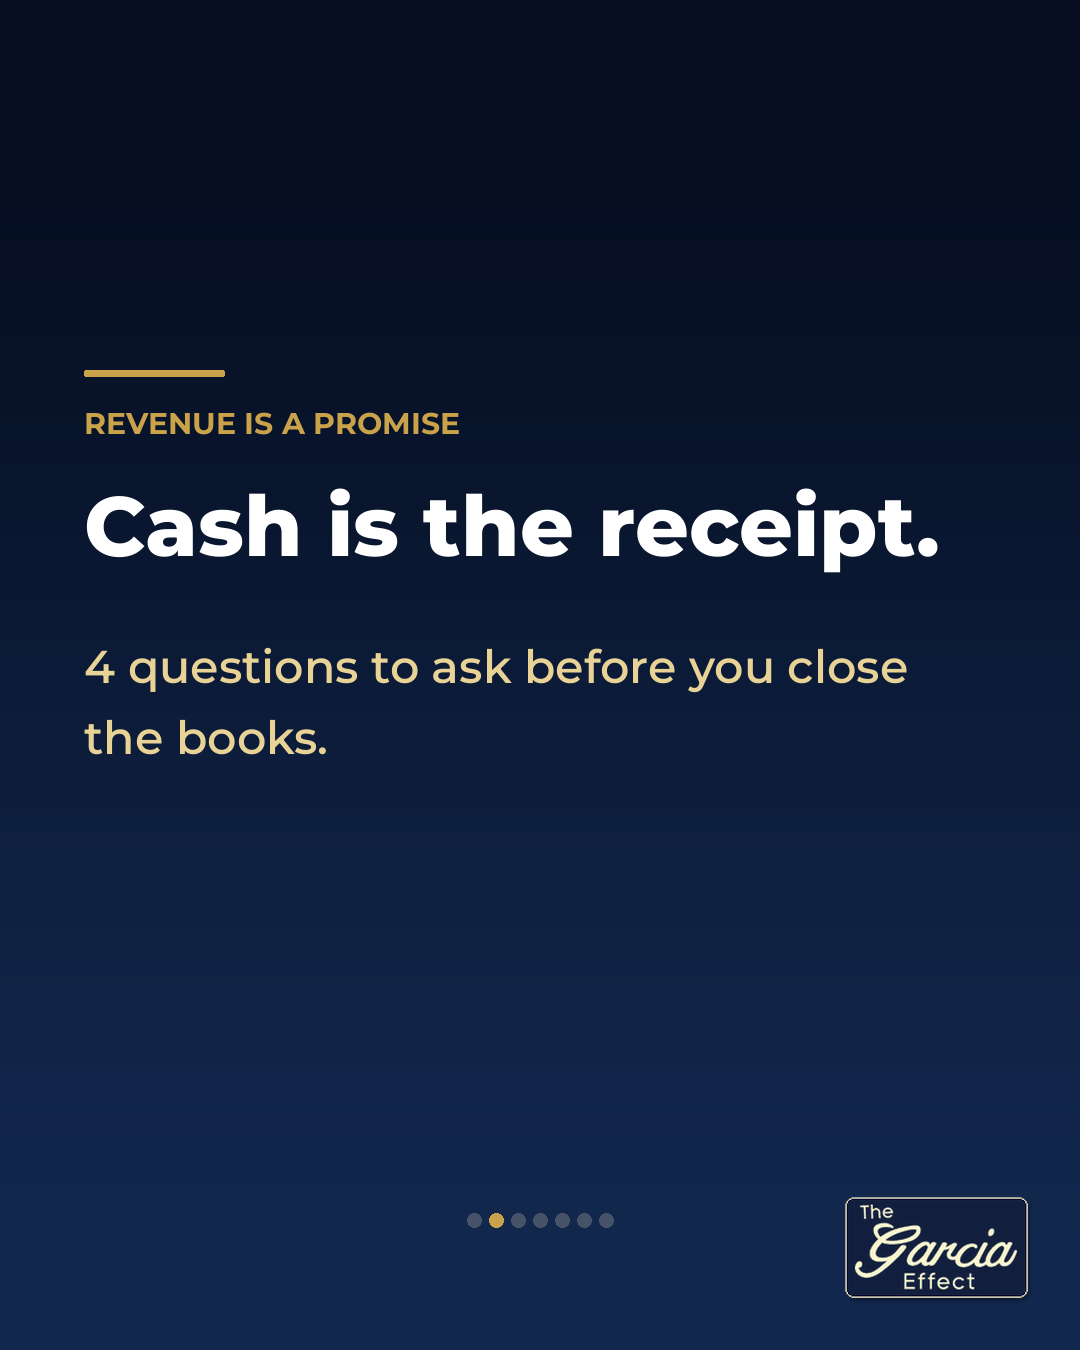 REVENUE IS A PROMISE
Cash is the receipt.
4 questions to ask before you close
the books.
The
Garcia
Effect